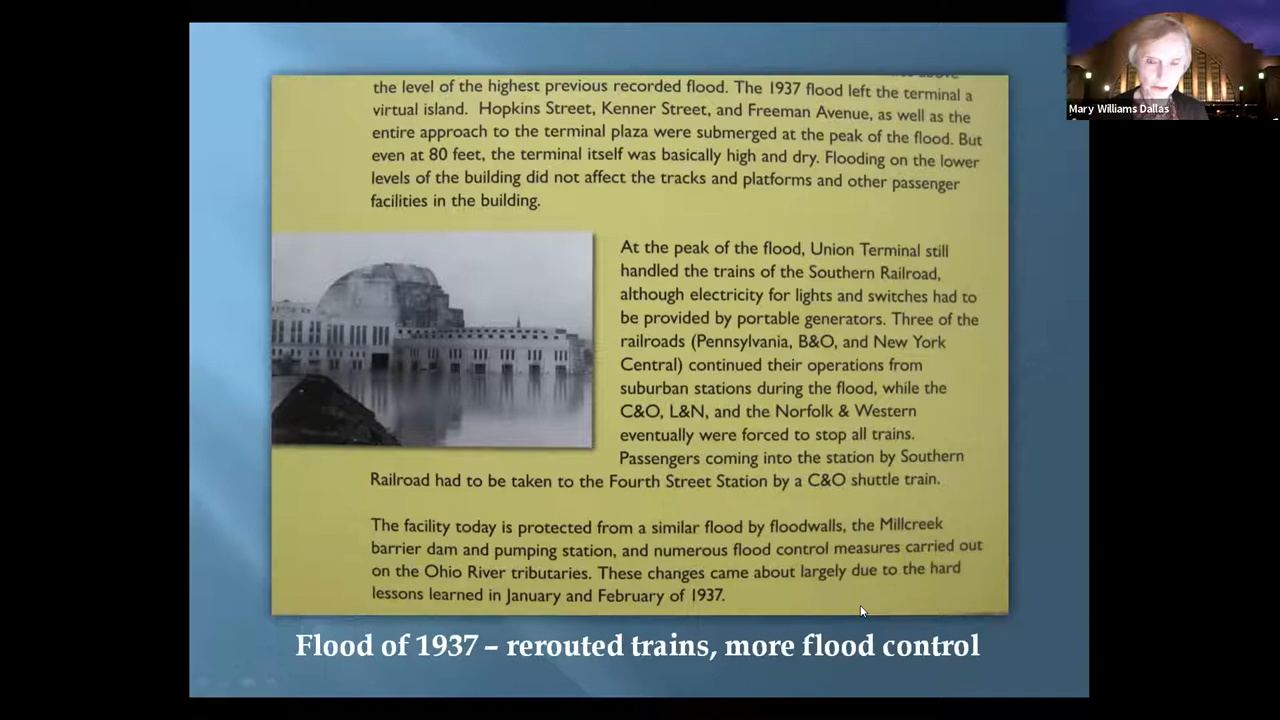 Mary Williams Dallas
the level of the highest previous recorded flood. The 1937 flood left the terminal a
virtual island. Hopkins Street, Kenner Street, and Freeman Avenue, as well as the
entire approach to the terminal plaza were submerged at the peak of the flood. But
even at 80 feet, the terminal itself was basically high and dry. Flooding on the lower
levels of the building did not affect the tracks and platforms and other passenger
facilities in the building.
At the peak of the flood, Union Terminal still
handled the trains of the Southern Railroad,
although electricity for lights and switches had to
be provided by portable generators. Three of the
railroads (Pennsylvania, B&O, and New York
Central) continued their operations from
suburban stations during the flood, while the
C&O, L&N, and the Norfolk & Western
eventually were forced to stop all trains.
Passengers coming into the station by Southern
Railroad had to be taken to the Fourth Street Station by a C&O shuttle train.
The facility today is protected from a similar flood by floodwalls, the Millcreek
barrier dam and pumping station, and numerous flood control measures carried out
on the Ohio River tributaries. These changes came about largely due to the hard
lessons learned in January and February of 1937.
Flood of 1937 – rerouted trains, more flood control